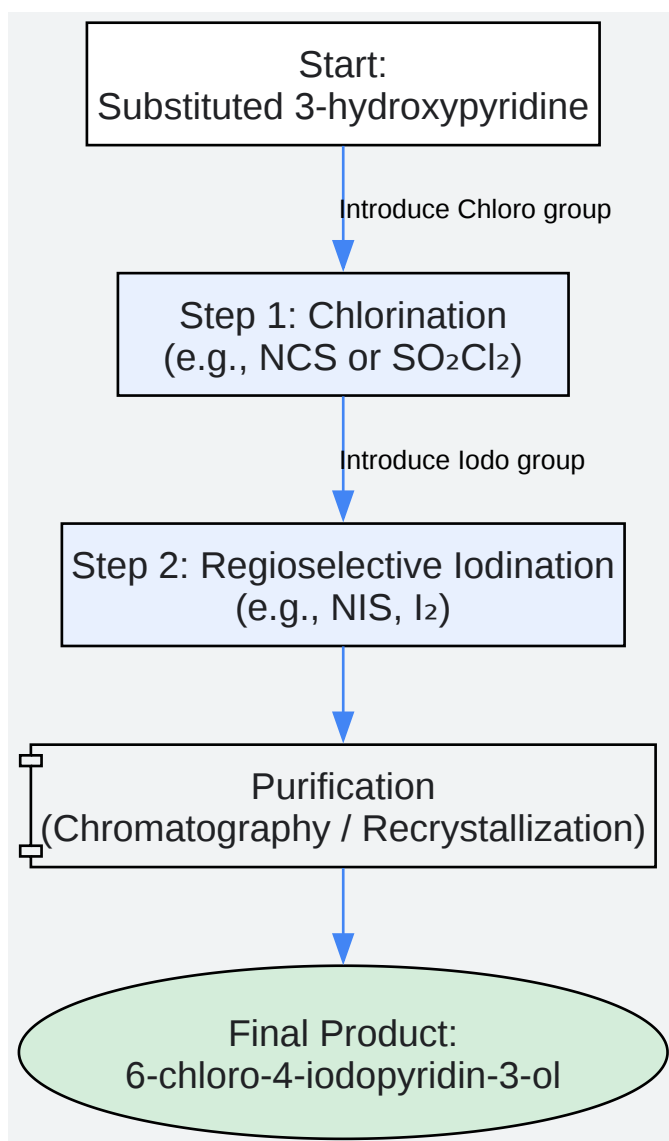 Start:
Substituted 3-hydroxypyridine
Introduce Chloro group
Step 1: Chlorination
(e.g., NCS or SO₂Cl₂)
Introduce Iodo group
Step 2: Regioselective Iodination
(e.g., NIS, I₂)
Purification
(Chromatography / Recrystallization)
Final Product:
6-chloro-4-iodopyridin-3-ol